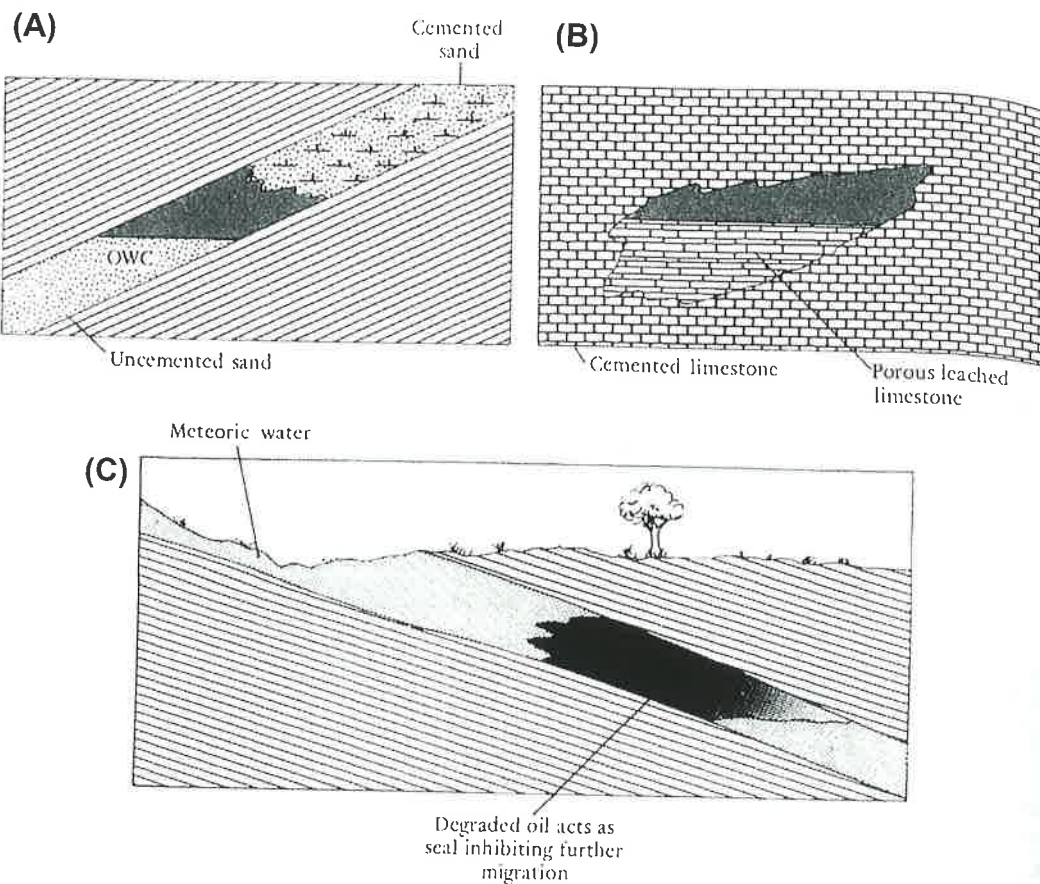 (A)
Cemented
sand
OWC
Uncemented sand
(B)
Cemented limestone
Porous leached
limestone
Meteoric water
(C)
Degraded oil acts as
seal inhibiting further
migration